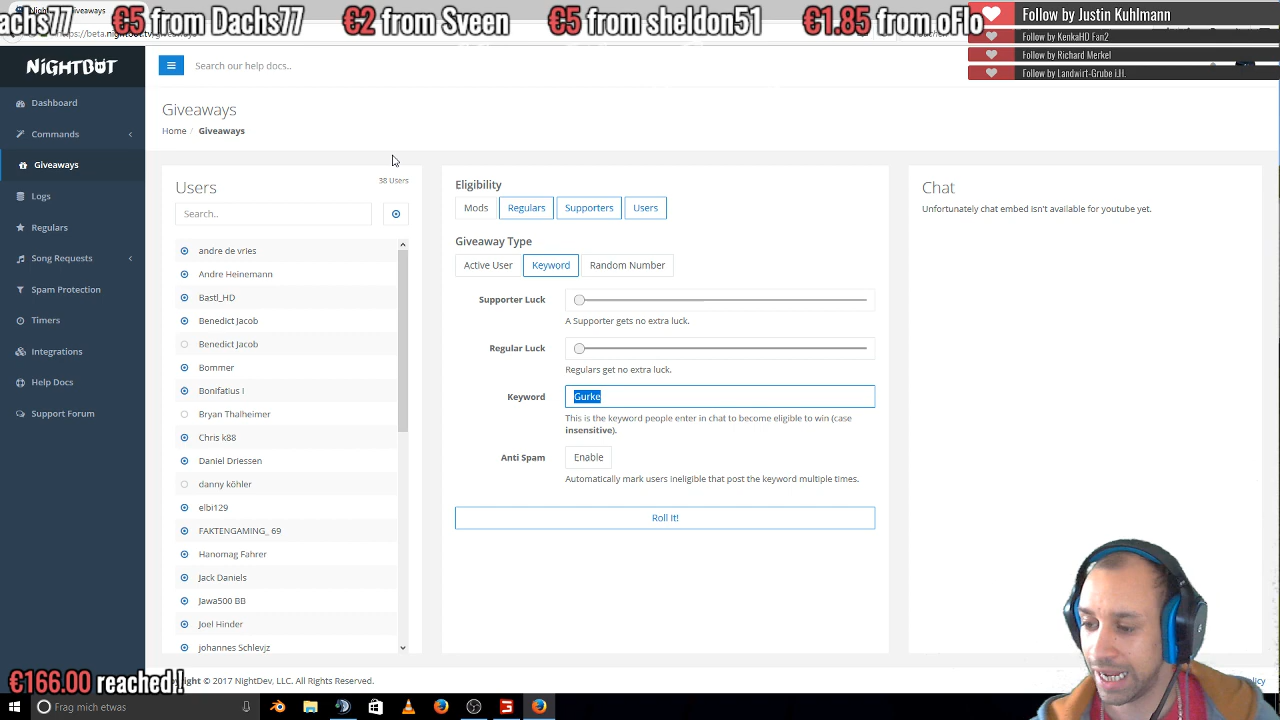 achs77 €5 from Dachs77 €2 from Sveen €5 from sheldon51 €1.85 from oFlo
Follow by Justin Kuhlmann
Follow by KenkaHD Fan2
Follow by Richard Merkel
Follow by Landwirt-Grube i.H.
NiGHTBOT
Search our help docs..
Dashboard
Commands
Giveaways
Logs
Regulars
Song Requests
Spam Protection
Timers
Integrations
Help Docs
Support Forum
Giveaways
Home / Giveaways
Users
38 Users
Search..
andre de vries
Andre Heinemann
Bastl_HD
Benedict Jacob
Benedict Jacob
Bommer
Bonifatius I
Bryan Thalheimer
Chris k88
Daniel Driessen
danny köhler
elbi129
FAKTENGAMING_ 69
Hanomag Fahrer
Jack Daniels
Jawa500 BB
Joel Hinder
johannes Schlevjz
Eligibility
Mods Regulars Supporters Users
Giveaway Type
Active User Keyword Random Number
Supporter Luck
A Supporter gets no extra luck.
Regular Luck
Regulars get no extra luck.
Keyword Gurke
This is the keyword people enter in chat to become eligible to win (case
insensitive).
Anti Spam Enable
Automatically mark users ineligible that post the keyword multiple times.
Roll It!
Chat
Unfortunately chat embed isn't available for youtube yet.
€166.00 reached!!
© 2017 NightDev, LLC. All Rights Reserved.
Frag mich etwas